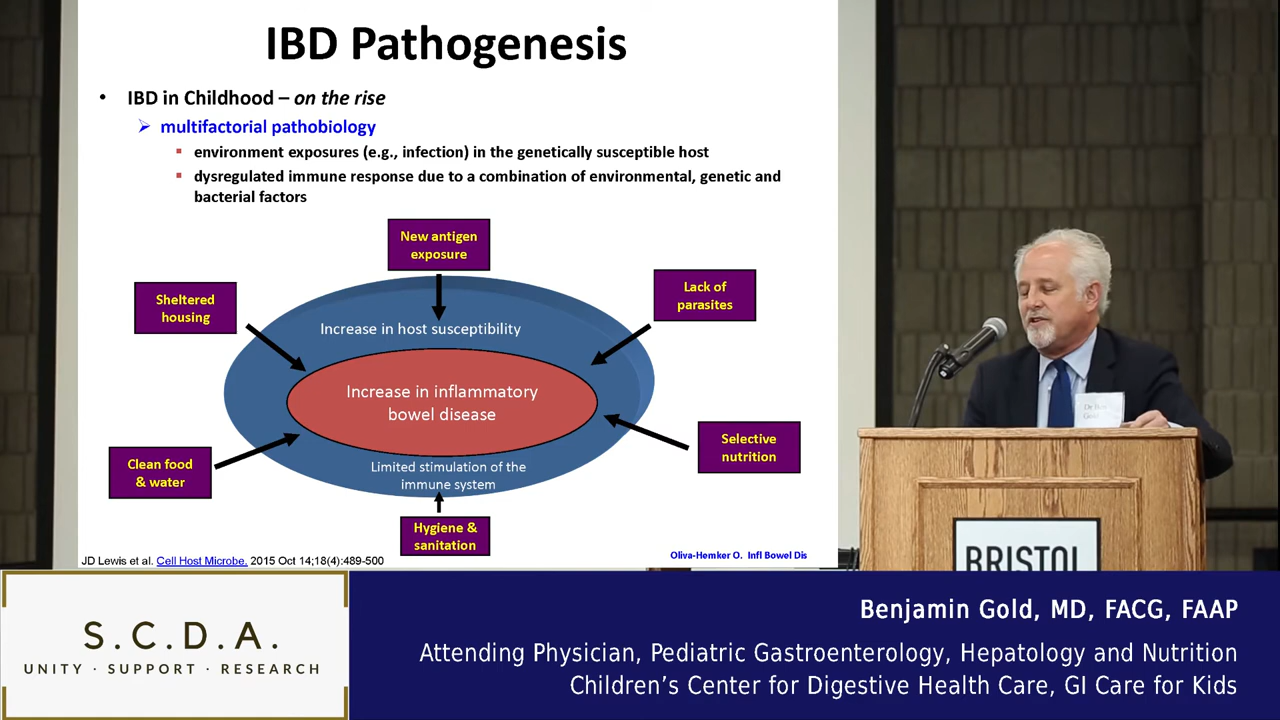 IBD Pathogenesis
• IBD in Childhood – on the rise
➢ multifactorial pathobiology
▪ environment exposures (e.g., infection) in the genetically susceptible host
▪ dysregulated immune response due to a combination of environmental, genetic and
bacterial factors
New antigen
exposure
Sheltered
housing
Lack of
parasites
Increase in host susceptibility
Increase in inflammatory
bowel disease
Selective
nutrition
Clean food
& water
Limited stimulation of the
immune system
Hygiene &
sanitation
JD Lewis et al. Cell Host Microbe. 2015 Oct 14;18(4):489-500
Oliva-Hemker O. Infl Bowel Dis
Dr Ben
Gold
BRISTOL
S.C.D.A.
UNITY · SUPPORT · RESEARCH
Benjamin Gold, MD, FACG, FAAP
Attending Physician, Pediatric Gastroenterology, Hepatology and Nutrition
Children’s Center for Digestive Health Care, GI Care for Kids